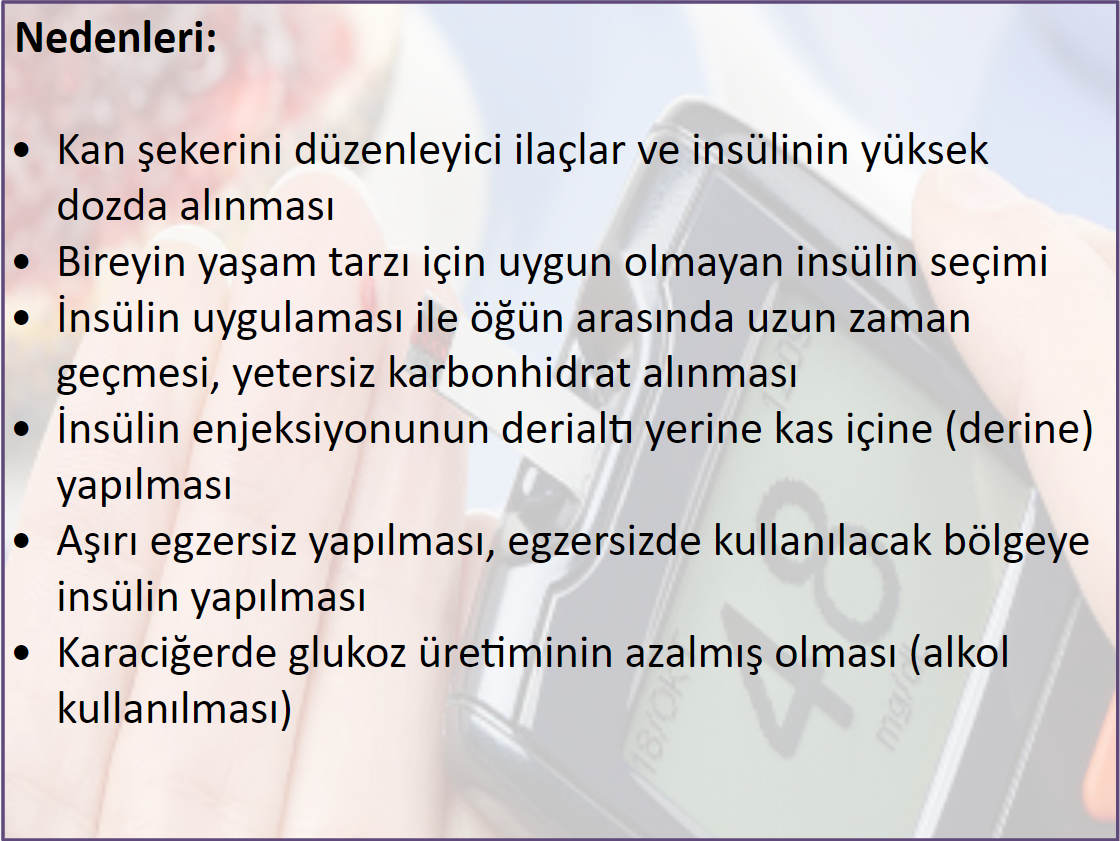 Nedenleri:
• Kan şekerini düzenleyici ilaçlar ve insülinin yüksek
dozda alınması
• Bireyin yaşam tarzı için uygun olmayan insülin seçimi
• İnsülin uygulaması ile öğün arasında uzun zaman
geçmesi, yetersiz karbonhidrat alınması
• İnsülin enjeksiyonunun derialtı yerine kas içine (derine)
yapılması
• Aşırı egzersiz yapılması, egzersizde kullanılacak bölgeye
insülin yapılması
• Karaciğerde glukoz üretiminin azalmış olması (alkol
kullanılması)
48